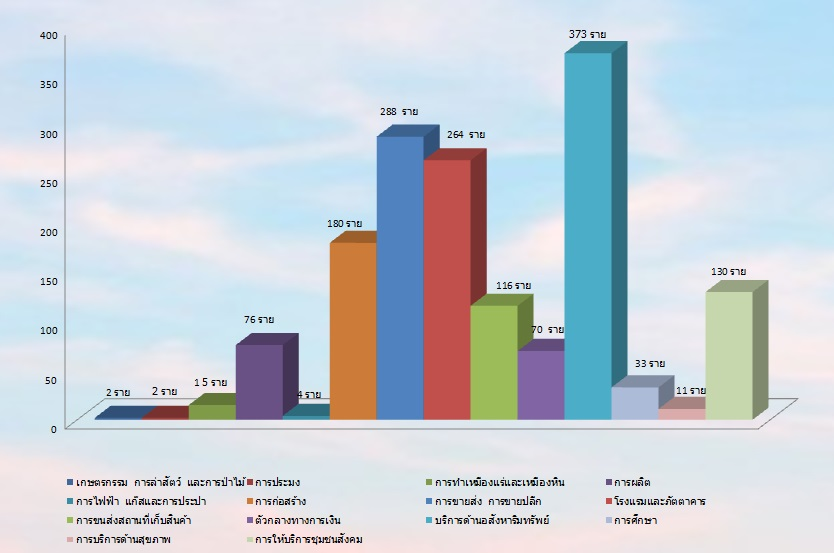 400
350
300
250
200
150
100
50
0
2 ราย
2 ราย
1 5 ราย
76 ราย
4 ราย
180 ราย
288 ราย
264 ราย
116 ราย
70 ราย
373 ราย
33 ราย
11 ราย
130 ราย
เกษตรกรรม การล่าสัตว์ และการป่าไม้ การประมง การทำเหมืองแร่และเหมืองหิน การผลิต
การไฟฟ้า แก๊สและการประปา การก่อสร้าง การขายส่ง การขายปลีก โรงแรมและภัตตาคาร
การขนส่งสถานที่เก็บสินค้า ตัวกลางทางการเงิน บริการด้านอสังหาริมทรัพย์ การศึกษา
การบริการด้านสุขภาพ การให้บริการชุมชนสังคม